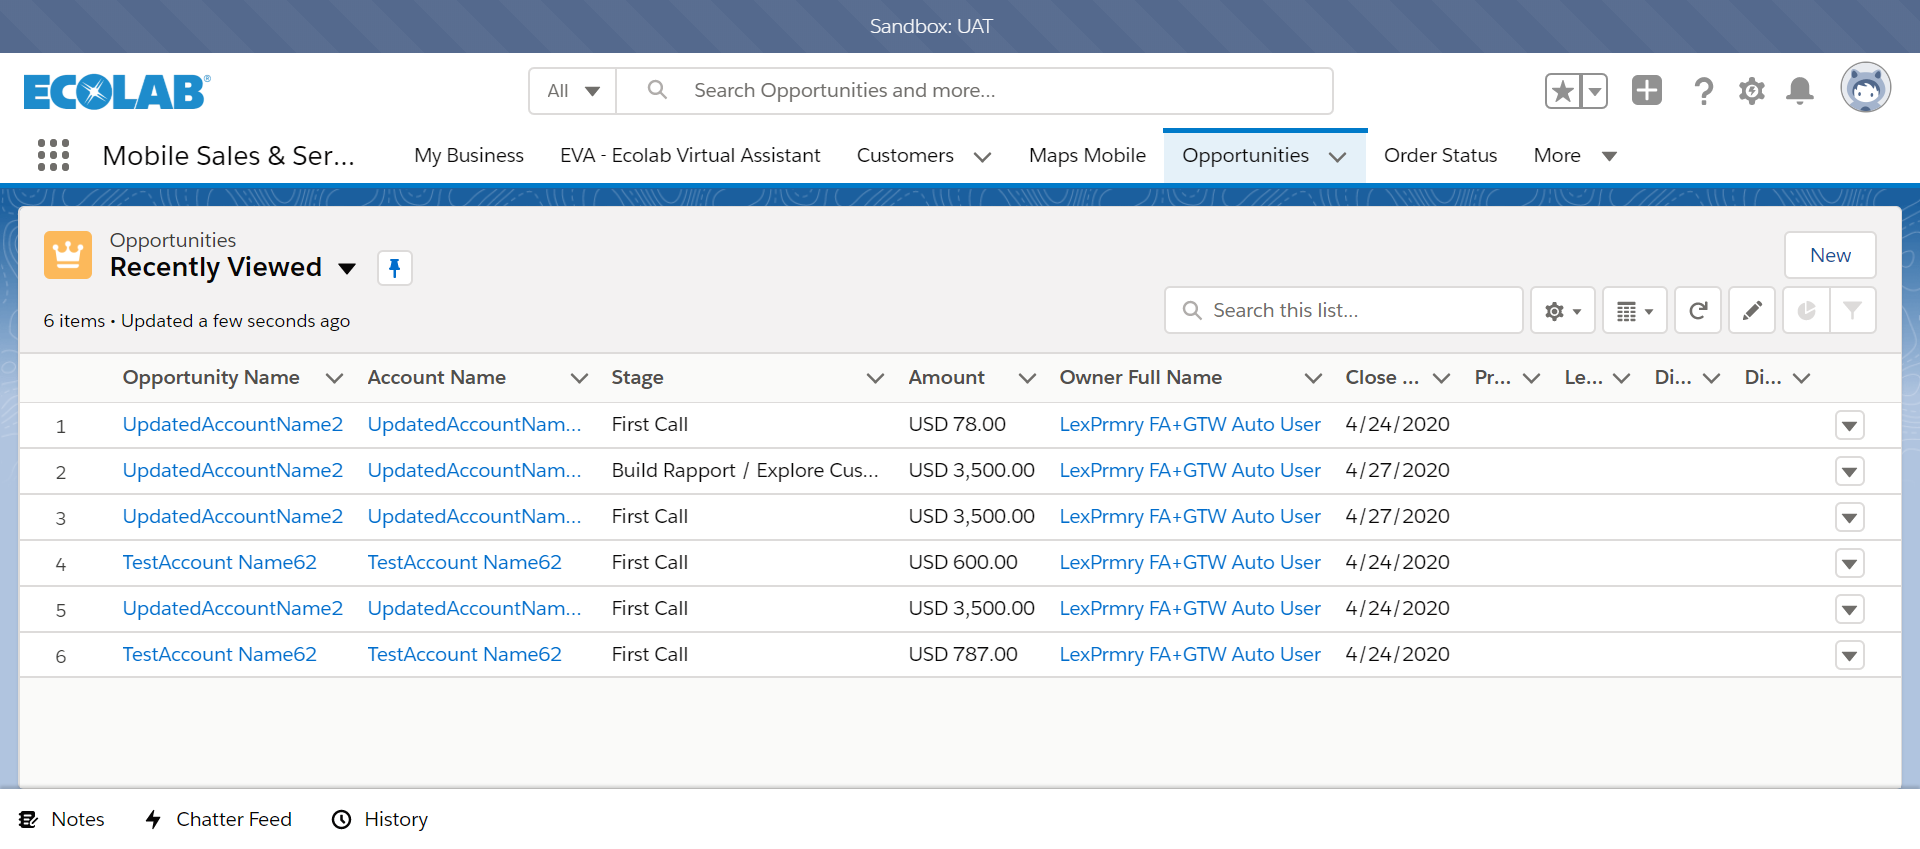 Sandbox: UAT
ECOLAB®
All
Search Opportunities and more...
Mobile Sales & Ser...
My Business
EVA - Ecolab Virtual Assistant
Customers
Maps Mobile
Opportunities
Order Status
More
Opportunities
Recently Viewed
New
6 items • Updated a few seconds ago
Search this list...
Opportunity Name Account Name Stage Amount Owner Full Name Close ... Pr... Le... Di... Di...
1 UpdatedAccountName2 UpdatedAccountNam... First Call USD 78.00 LexPrmry FA+GTW Auto User 4/24/2020
2 UpdatedAccountName2 UpdatedAccountNam... Build Rapport / Explore Cus... USD 3,500.00 LexPrmry FA+GTW Auto User 4/27/2020
3 UpdatedAccountName2 UpdatedAccountNam... First Call USD 3,500.00 LexPrmry FA+GTW Auto User 4/27/2020
4 TestAccount Name62 TestAccount Name62 First Call USD 600.00 LexPrmry FA+GTW Auto User 4/24/2020
5 UpdatedAccountName2 UpdatedAccountNam... First Call USD 3,500.00 LexPrmry FA+GTW Auto User 4/24/2020
6 TestAccount Name62 TestAccount Name62 First Call USD 787.00 LexPrmry FA+GTW Auto User 4/24/2020
Notes
Chatter Feed
History